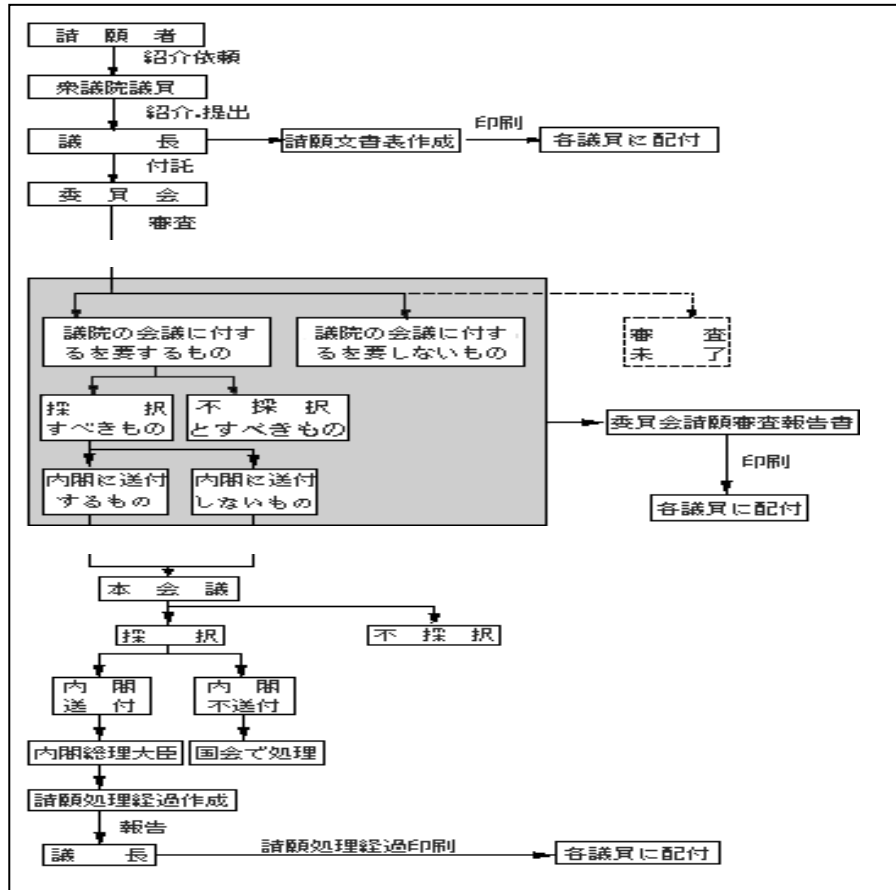 請願者
紹介依頼
衆議院議員
紹介・提出
議長
請願文書表作成
印刷
各議員に配付
付託
委員会
審査
議院の会議に付す
るを要するもの
議院の会議に付す
るを要しないもの
審査
未了
採択
すべきもの
不採択
とすべきもの
委員会請願審査報告書
印刷
各議員に配付
内閣に送付
するもの
内閣に送付
しないもの
本会議
採択
不採択
内閣
送付
内閣
不送付
内閣総理大臣
国会で処理
請願処理経過作成
報告
議長
請願処理経過印刷
各議員に配付